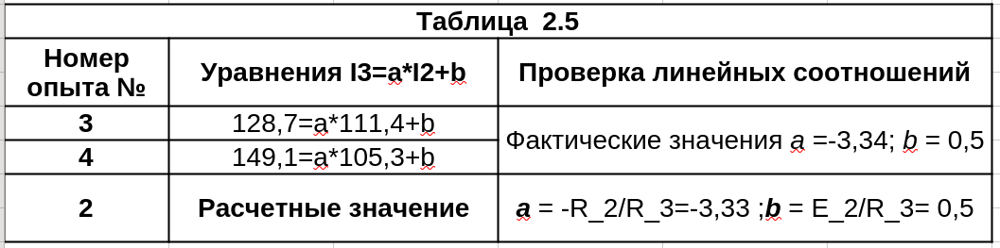 Таблица 2.5
Номер
опыта №
Уравнения I3=a*I2+b
Проверка линейных соотношений
3
128,7=a*111,4+b
Фактические значения a =-3,34; b = 0,5
4
149,1=a*105,3+b
2
Расчетные значение
a = -R_2/R_3=-3,33 ;b = E_2/R_3= 0,5